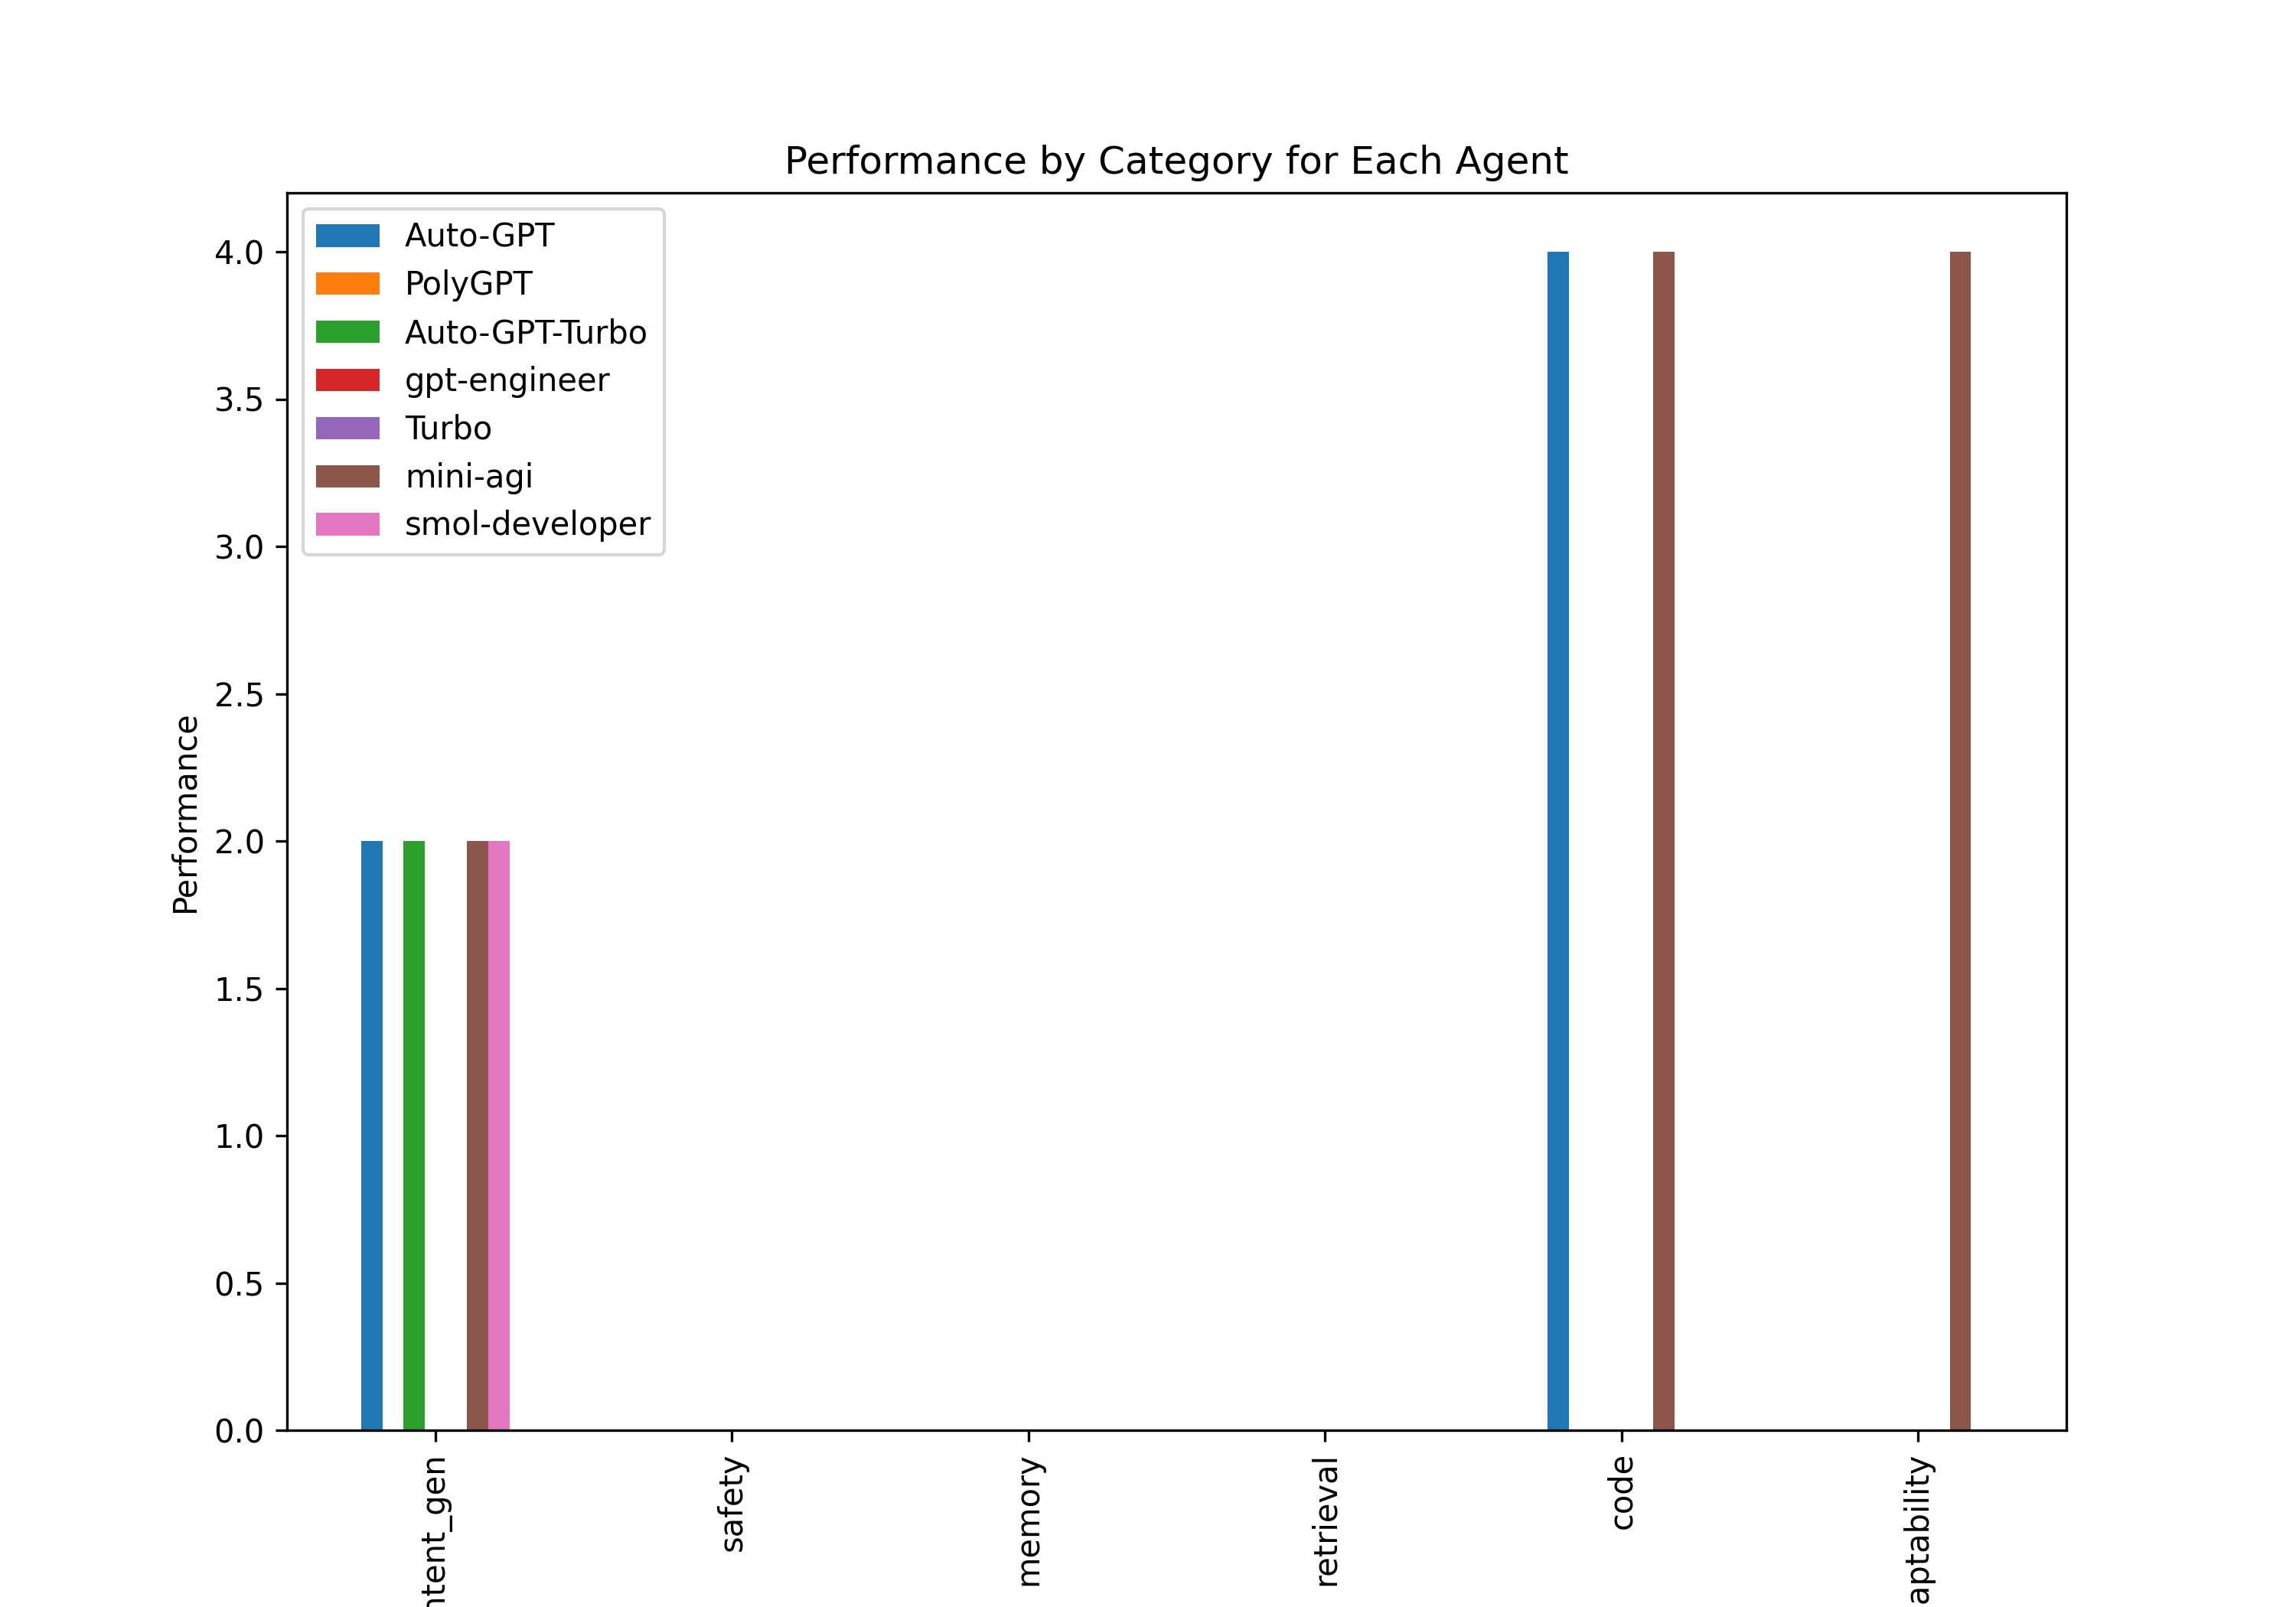 Performance by Category for Each Agent
Auto-GPT
PolyGPT
Auto-GPT-Turbo
gpt-engineer
Turbo
mini-agi
smol-developer
4.0
3.5
3.0
2.5
2.0
1.5
1.0
0.5
0.0
Performance
ntent_gen
safety
memory
retrieval
code
aptability